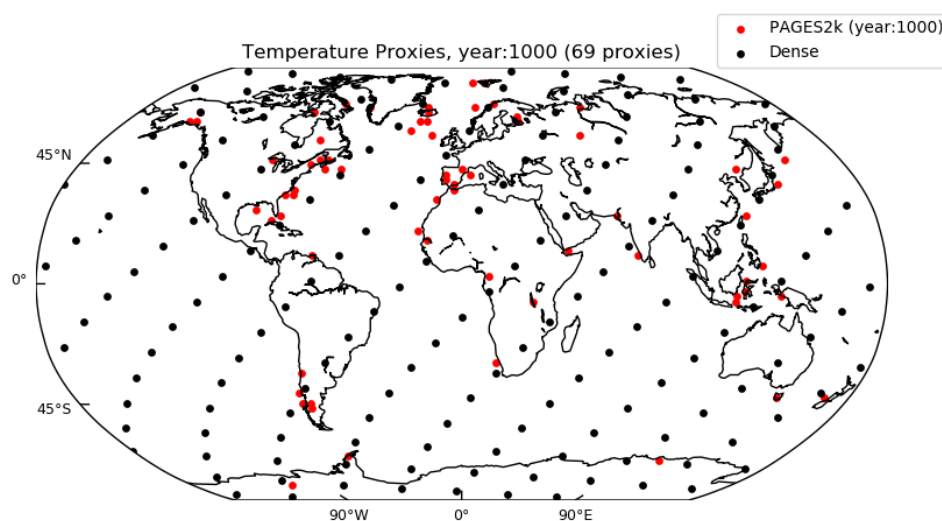 PAGES2k (year:1000)
Dense
Temperature Proxies, year:1000 (69 proxies)
45°N
0°
45°S
90°W 0° 90°E